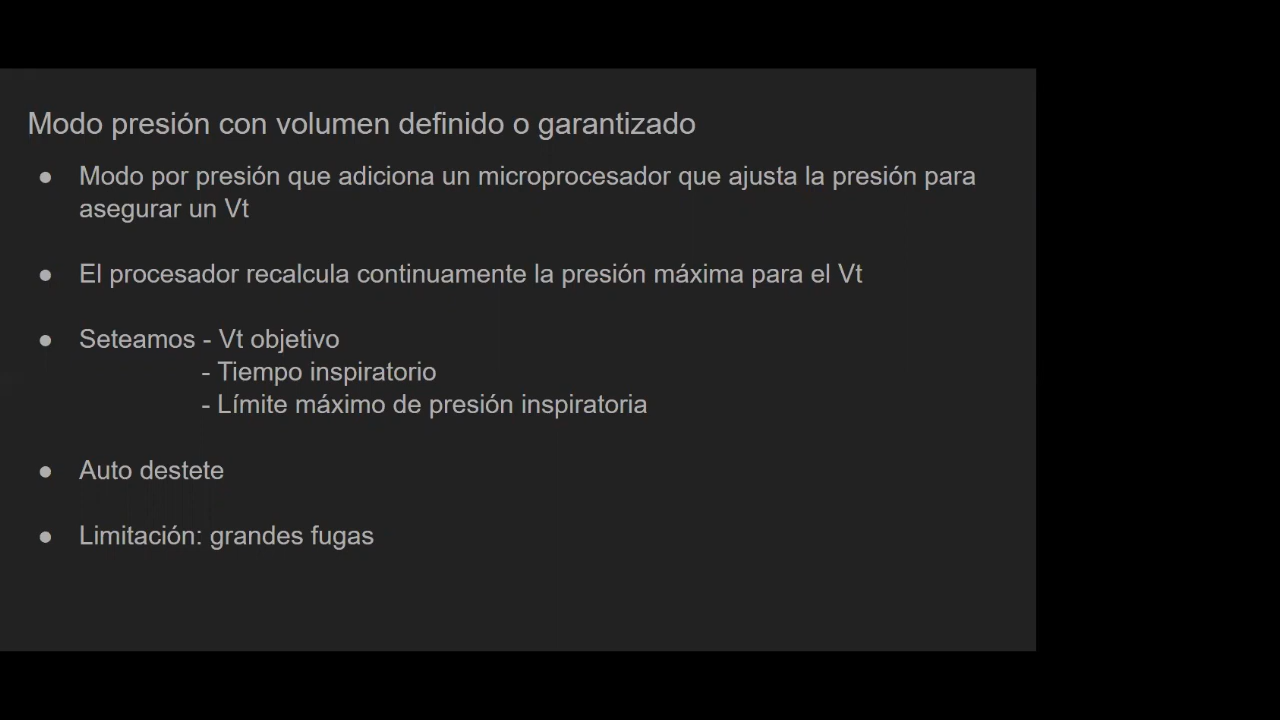 Modo presión con volumen definido o garantizado
● Modo por presión que adiciona un microprocesador que ajusta la presión para
asegurar un Vt
● El procesador recalcula continuamente la presión máxima para el Vt
● Seteamos - Vt objetivo
- Tiempo inspiratorio
- Límite máximo de presión inspiratoria
● Auto destete
● Limitación: grandes fugas